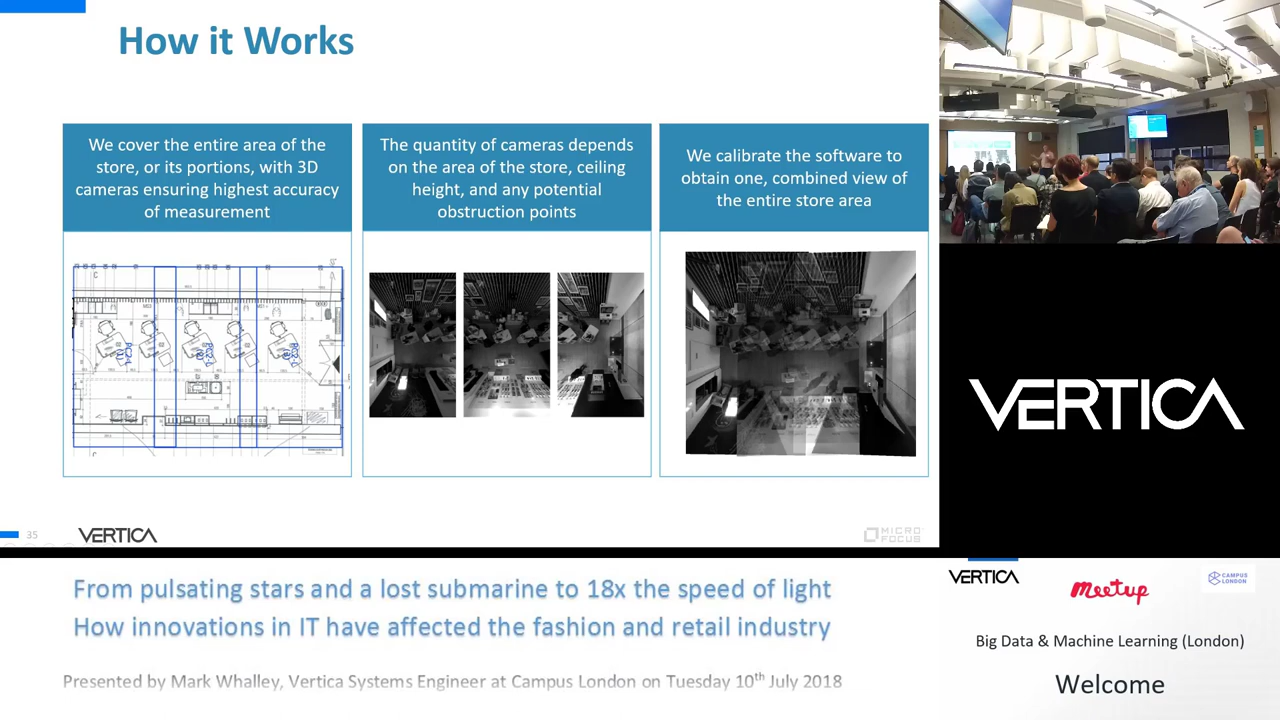 How it Works
We cover the entire area of the
store, or its portions, with 3D
cameras ensuring highest accuracy
of measurement
The quantity of cameras depends
on the area of the store, ceiling
height, and any potential
obstruction points
We calibrate the software to
obtain one, combined view of
the entire store area
35
VERTICA
MICRO
FOCUS
VERTICA
From pulsating stars and a lost submarine to 18x the speed of light
How innovations in IT have affected the fashion and retail industry
Presented by Mark Whalley, Vertica Systems Engineer at Campus London on Tuesday 10th July 2018
VERTICA
meetup
CAMPUS
LONDON
Big Data & Machine Learning (London)
Welcome